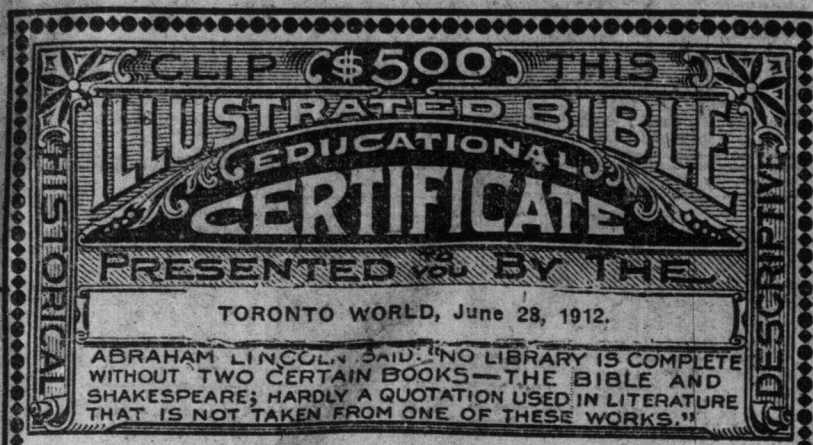 CLIP $5.00 THIS
ILLUSTRATED BIBLE
EDUCATIONAL
CERTIFICATE
PRESENTED TO YOU BY THE
HISTORICAL
DESCRIPTIVE
TORONTO WORLD, June 28, 1912.
ABRAHAM LINCOLN SAID: "NO LIBRARY IS COMPLETE
WITHOUT TWO CERTAIN BOOKS—THE BIBLE AND
SHAKESPEARE; HARDLY A QUOTATION USED IN LITERATURE
THAT IS NOT TAKEN FROM ONE OF THESE WORKS."